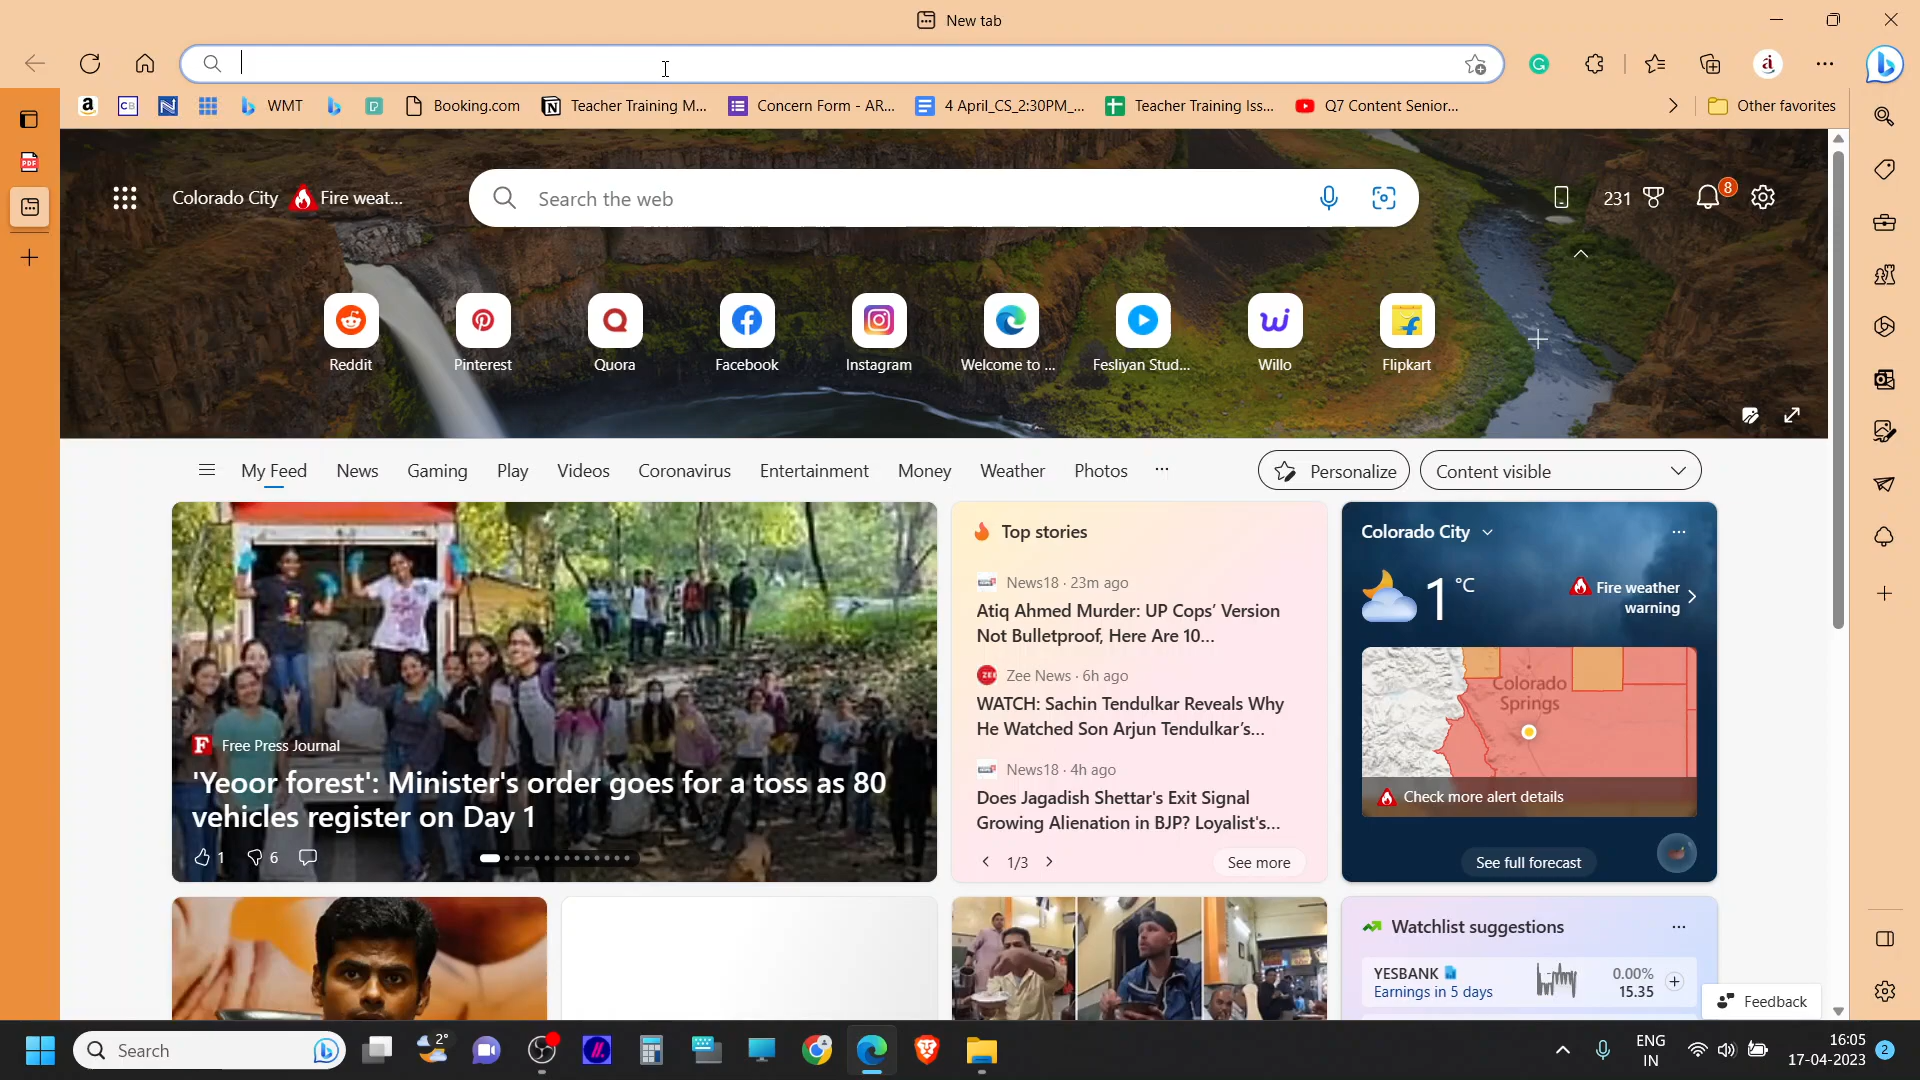 New tab
a
CB
WMT
Booking.com
Teacher Training M...
Concern Form - AR...
4 April_CS_2:30PM_...
Teacher Training Iss...
Q7 Content Senior...
Other favorites
PDF
Colorado City
Fire weat...
Search the web
231
8
Reddit
Pinterest
Quora
Facebook
Instagram
Welcome to ...
Fesliyan Stud...
Willo
Flipkart
My Feed
News
Gaming
Play
Videos
Coronavirus
Entertainment
Money
Weather
Photos
...
Personalize
Content visible
Free Press Journal
'Yeoor forest': Minister's order goes for a toss as 80
vehicles register on Day 1
1
6
Top stories
News18 · 23m ago
Atiq Ahmed Murder: UP Cops' Version
Not Bulletproof, Here Are 10...
Zee News · 6h ago
WATCH: Sachin Tendulkar Reveals Why
He Watched Son Arjun Tendulkar's...
News18 · 4h ago
Does Jagadish Shettar's Exit Signal
Growing Alienation in BJP? Loyalist's...
1/3
See more
Colorado City
1 °C
Fire weather
warning
Colorado
Springs
Check more alert details
See full forecast
Watchlist suggestions
YESBANK
0.00%
Earnings in 5 days
15.35
Feedback
Search
2°
ENG
IN
16:05
17-04-2023
2